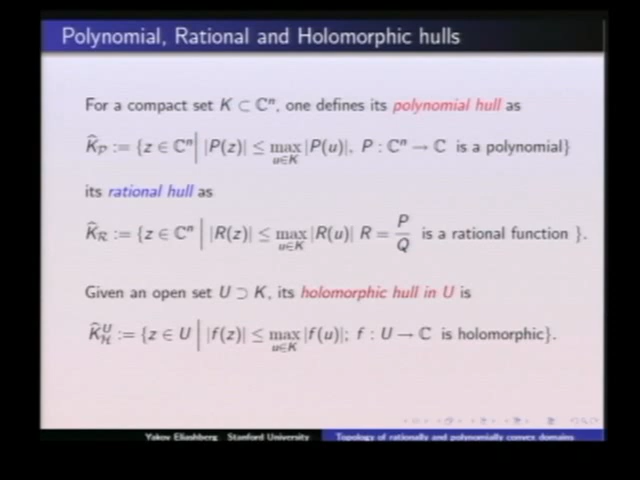 Polynomial, Rational and Holomorphic hulls
For a compact set K ⊂ ℂⁿ, one defines its polynomial hull as
K̂_𝒫 := {z ∈ ℂⁿ | |P(z)| ≤ max_{u∈K} |P(u)|, P : ℂⁿ → ℂ is a polynomial}
its rational hull as
K̂_ℛ := {z ∈ ℂⁿ | |R(z)| ≤ max_{u∈K} |R(u)| R = P/Q is a rational function }.
Given an open set U ⊃ K, its holomorphic hull in U is
K̂^U_ℋ := {z ∈ U | |f(z)| ≤ max_{u∈K} |f(u)|; f : U → ℂ is holomorphic}.
Yakov Eliashberg Stanford University Topology of rationally and polynomially convex domains